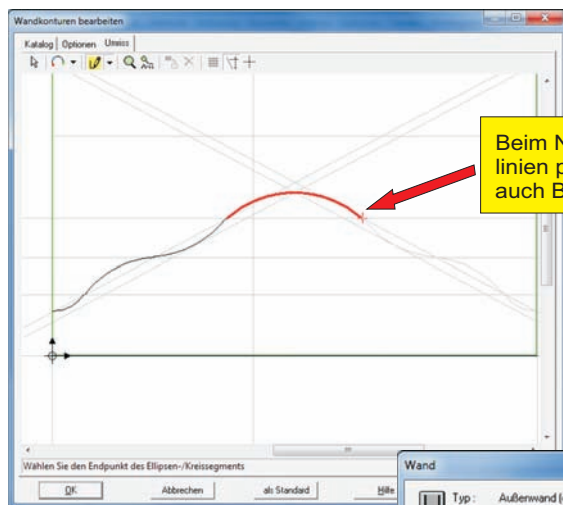 Wandkonturen bearbeiten
Katalog Optionen Umriss
Beim
linien
auch
Wählen Sie den Endpunkt des Ellipsen-/Kreissegments
OK Abbrechen als Standard Hilfe
Wand
Typ: Außenwand